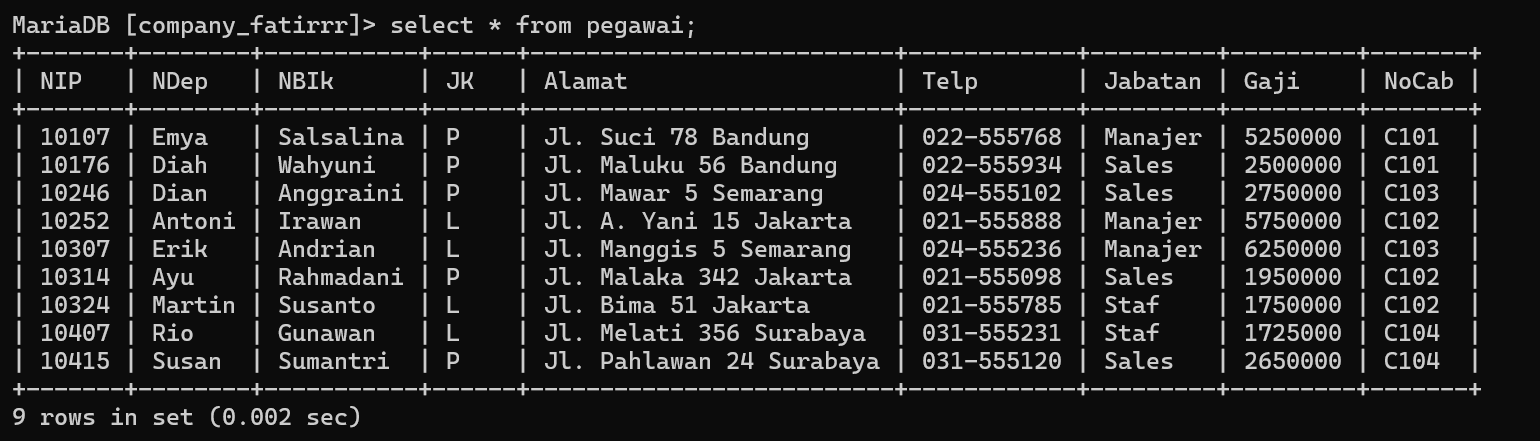 MariaDB [company_fatirrr]> select * from pegawai;
+-------+--------+-----------+------+-------------------------+------------+---------+---------+-------+
| NIP   | NDep   | NBIk      | JK   | Alamat                  | Telp       | Jabatan | Gaji    | NoCab |
+-------+--------+-----------+------+-------------------------+------------+---------+---------+-------+
| 10107 | Emya   | Salsalina | P    | Jl. Suci 78 Bandung     | 022-555768 | Manajer | 5250000 | C101  |
| 10176 | Diah   | Wahyuni   | P    | Jl. Maluku 56 Bandung   | 022-555934 | Sales   | 2500000 | C101  |
| 10246 | Dian   | Anggraini | P    | Jl. Mawar 5 Semarang    | 024-555102 | Sales   | 2750000 | C103  |
| 10252 | Antoni | Irawan    | L    | Jl. A. Yani 15 Jakarta  | 021-555888 | Manajer | 5750000 | C102  |
| 10307 | Erik   | Andrian   | L    | Jl. Manggis 5 Semarang  | 024-555236 | Manajer | 6250000 | C103  |
| 10314 | Ayu    | Rahmadani | P    | Jl. Malaka 342 Jakarta  | 021-555098 | Sales   | 1950000 | C102  |
| 10324 | Martin | Susanto   | L    | Jl. Bima 51 Jakarta     | 021-555785 | Staf    | 1750000 | C102  |
| 10407 | Rio    | Gunawan   | L    | Jl. Melati 356 Surabaya | 031-555231 | Staf    | 1725000 | C104  |
| 10415 | Susan  | Sumantri  | P    | Jl. Pahlawan 24 Surabaya | 031-555120 | Sales   | 2650000 | C104  |
+-------+--------+-----------+------+-------------------------+------------+---------+---------+-------+
9 rows in set (0.002 sec)